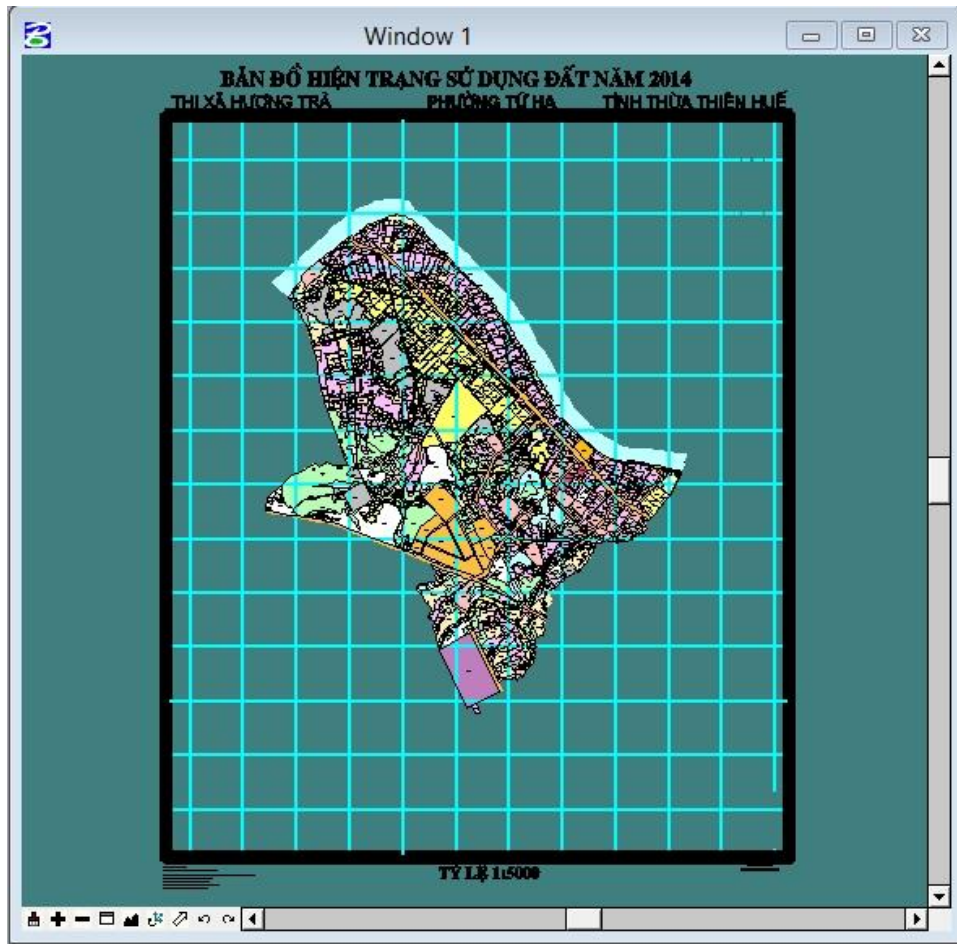 Window 1
BẢN ĐỒ HIỆN TRẠNG SỬ DỤNG ĐẤT NĂM 2014
THỊ XÃ HƯƠNG TRÀ PHƯỜNG TỨ HẠ TỈNH THỪA THIÊN HUẾ
TỶ LỆ 1:5000